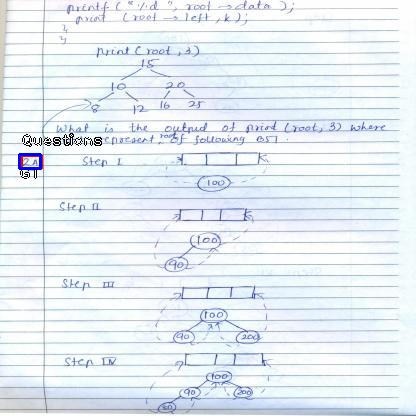 printf ("%d", root → data);
print (root → left, k);
}
}
print (root, 3)
15
10 20
8 12 16 25
What is the output of print (root, 3) where
represent root of following BST.
Questions
2A
Step I
61
100
Step II
100
90
Step III
100
90 200
Step IV
100
90 200
80